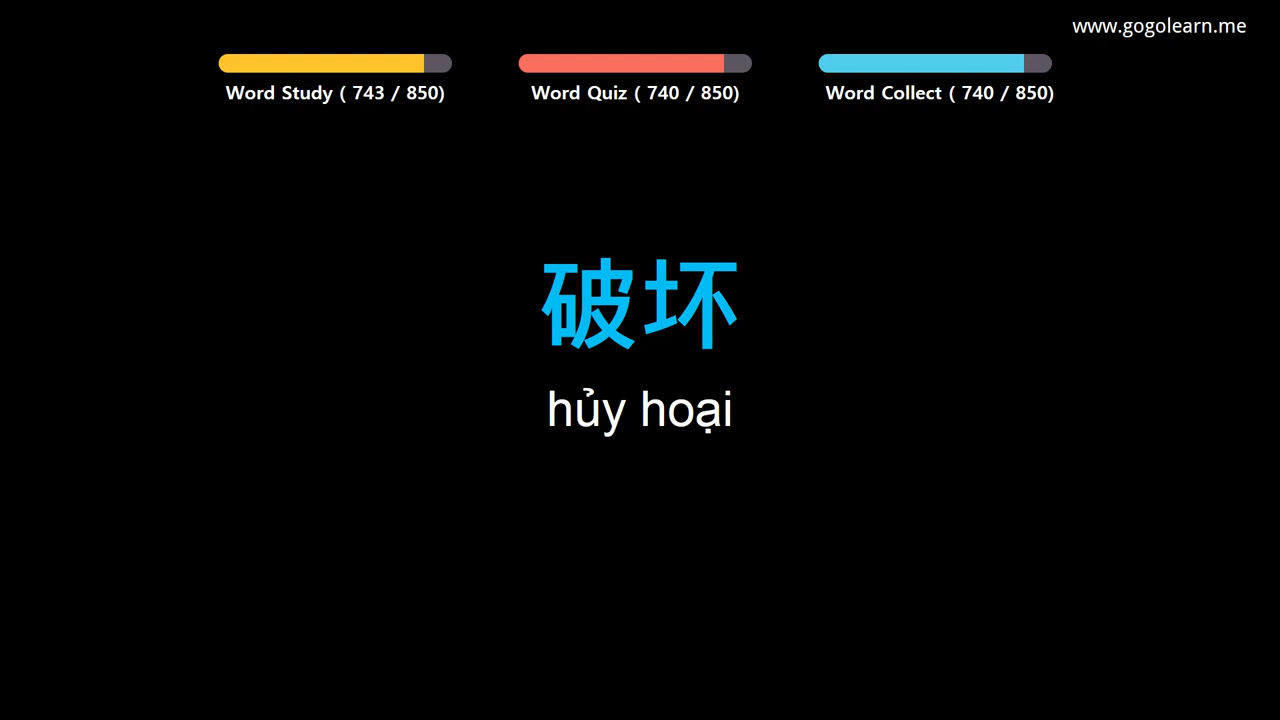 www.gogolearn.me
Word Study ( 743 / 850)
Word Quiz ( 740 / 850)
Word Collect ( 740 / 850)
破坏
hủy hoại